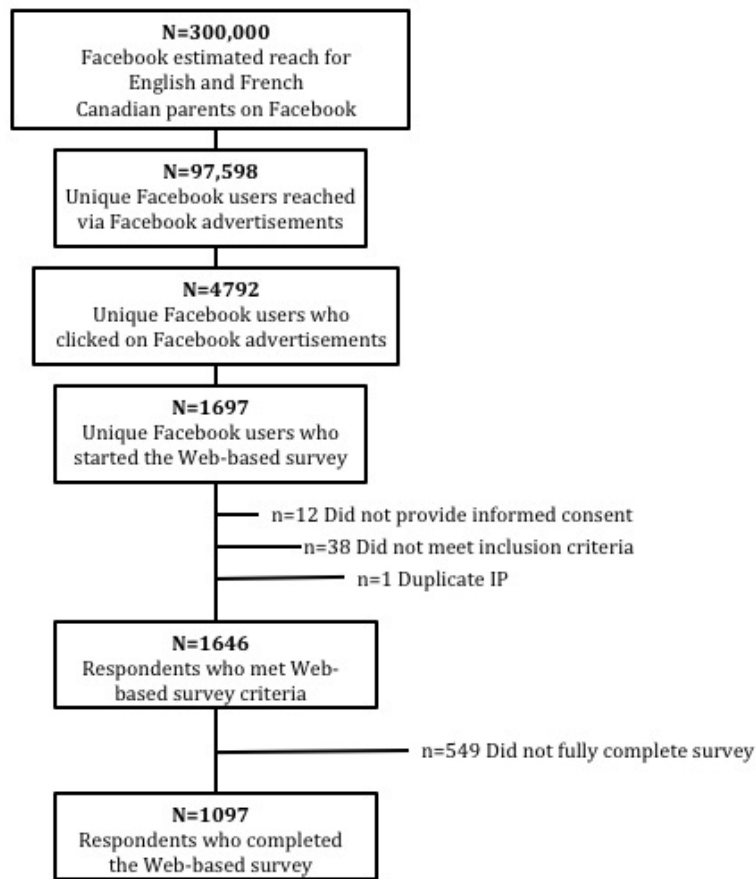 N=300,000
Facebook estimated reach for
English and French
Canadian parents on Facebook
N=97,598
Unique Facebook users reached
via Facebook advertisements
N=4792
Unique Facebook users who
clicked on Facebook advertisements
N=1697
Unique Facebook users who
started the Web-based survey
n=12 Did not provide informed consent
n=38 Did not meet inclusion criteria
n=1 Duplicate IP
N=1646
Respondents who met Web-
based survey criteria
n=549 Did not fully complete survey
N=1097
Respondents who completed
the Web-based survey